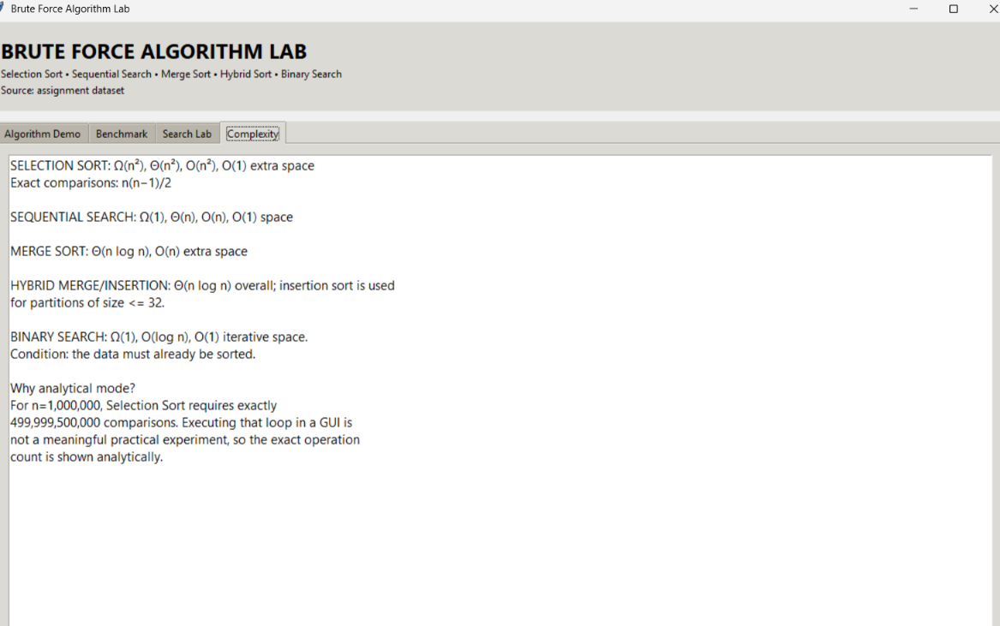 Brute Force Algorithm Lab
BRUTE FORCE ALGORITHM LAB
Selection Sort • Sequential Search • Merge Sort • Hybrid Sort • Binary Search
Source: assignment dataset
Algorithm Demo
Benchmark
Search Lab
Complexity
SELECTION SORT: Ω(n²), Θ(n²), O(n²), O(1) extra space
Exact comparisons: n(n−1)/2
SEQUENTIAL SEARCH: Ω(1), Θ(n), O(n), O(1) space
MERGE SORT: Θ(n log n), O(n) extra space
HYBRID MERGE/INSERTION: Θ(n log n) overall; insertion sort is used
for partitions of size <= 32.
BINARY SEARCH: Ω(1), O(log n), O(1) iterative space.
Condition: the data must already be sorted.
Why analytical mode?
For n=1,000,000, Selection Sort requires exactly
499,999,500,000 comparisons. Executing that loop in a GUI is
not a meaningful practical experiment, so the exact operation
count is shown analytically.